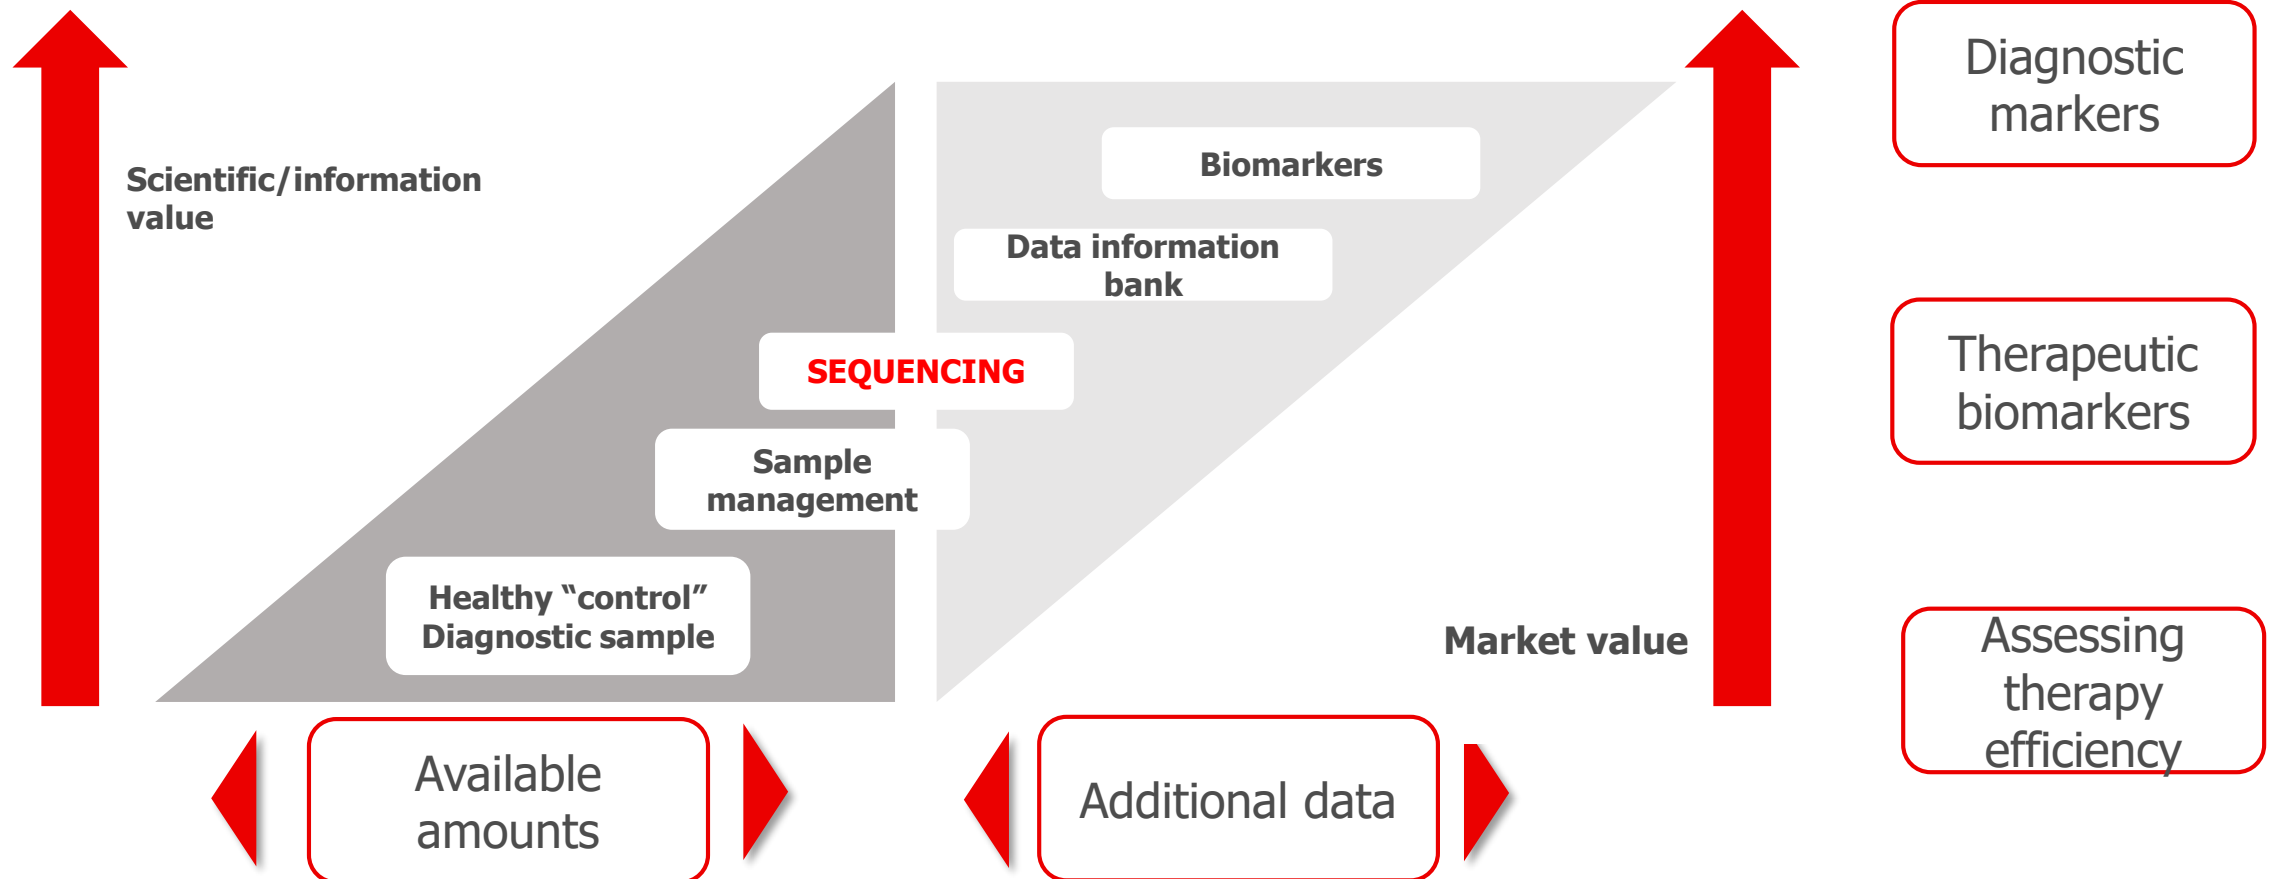 Scientific/information
value
Biomarkers
Data information
bank
SEQUENCING
Sample
management
Healthy “control”
Diagnostic sample
Market value
Available
amounts
Additional data
Diagnostic
markers
Therapeutic
biomarkers
Assessing
therapy
efficiency